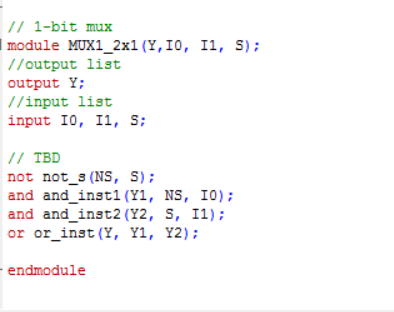 // 1-bit mux
module MUX1_2x1(Y,I0, I1, S);
//output list
output Y;
//input list
input I0, I1, S;
// TBD
not not_s(NS, S);
and and_inst1(Y1, NS, I0);
and and_inst2(Y2, S, I1);
or or_inst(Y, Y1, Y2);
endmodule